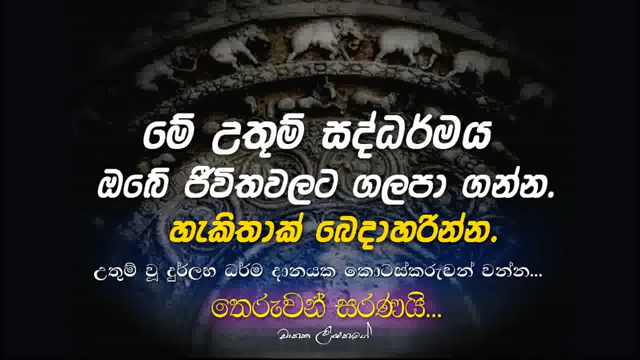 මේ උතුම් සද්ධර්මය
ඔබේ ජීවිතවලට ගලපා ගන්න.
හැකිතාක් බෙදාහරින්න.
උතුම් වූ දුර්ලභ ධර්ම දානයක කොටස්කරුවන් වන්න...
තෙරුවන් සරණයි...